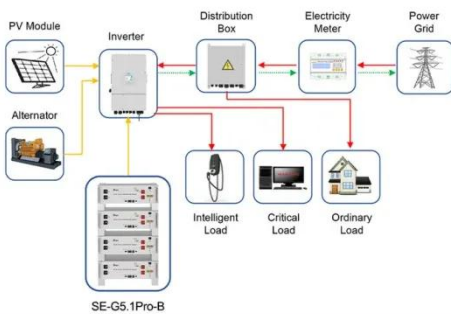 PV Module
Inverter
Distribution
Box
Electricity
Meter
Power
Grid
Alternator
Intelligent
Load
Critical
Load
Ordinary
Load
SE-G5.1Pro-B